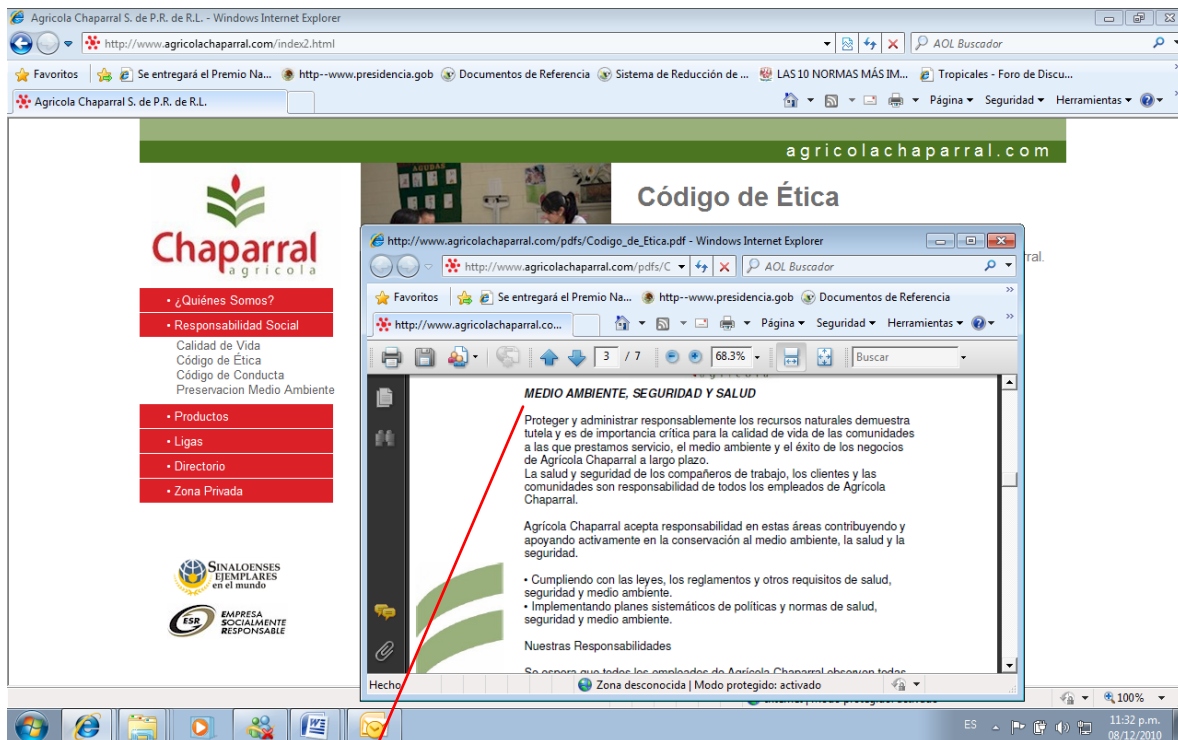 Agricola Chaparral S. de P.R. de R.L. - Windows Internet Explorer
http://www.agricolachaparral.com/index2.html
AOL Buscador
Favoritos
Se entregará el Premio Na...
http--www.presidencia.gob
Documentos de Referencia
Sistema de Reducción de ...
LAS 10 NORMAS MÁS IM...
Tropicales - Foro de Discu...
Agricola Chaparral S. de P.R. de R.L.
Página
Seguridad
Herramientas
agricolachaparral.com
Código de Ética
Chaparral
agrícola
• ¿Quiénes Somos?
• Responsabilidad Social
Calidad de Vida
Código de Ética
Código de Conducta
Preservacion Medio Ambiente
• Productos
• Ligas
• Directorio
• Zona Privada
SINALOENSES
EJEMPLARES
en el mundo
ESR
EMPRESA
SOCIALMENTE
RESPONSABLE
http://www.agricolachaparral.com/pdfs/Codigo_de_Etica.pdf - Windows Internet Explorer
http://www.agricolachaparral.com/pdfs/C
AOL Buscador
Favoritos
Se entregará el Premio Na...
http--www.presidencia.gob
Documentos de Referencia
http://www.agricolachaparral.co...
Página
Seguridad
Herramientas
3 / 7
68.3%
Buscar
MEDIO AMBIENTE, SEGURIDAD Y SALUD
Proteger y administrar responsablemente los recursos naturales demuestra
tutela y es de importancia crítica para la calidad de vida de las comunidades
a las que prestamos servicio, el medio ambiente y el éxito de los negocios
de Agrícola Chaparral a largo plazo.
La salud y seguridad de los compañeros de trabajo, los clientes y las
comunidades son responsabilidad de todos los empleados de Agrícola
Chaparral.
Agrícola Chaparral acepta responsabilidad en estas áreas contribuyendo y
apoyando activamente en la conservación al medio ambiente, la salud y la
seguridad.
• Cumpliendo con las leyes, los reglamentos y otros requisitos de salud,
seguridad y medio ambiente.
• Implementando planes sistemáticos de políticas y normas de salud,
seguridad y medio ambiente.
Nuestras Responsabilidades
Se espera que todos los empleados de Agrícola Chaparral observen todas
Hecho
Zona desconocida | Modo protegido: activado
100%
ES
11:32 p.m.
08/12/2010